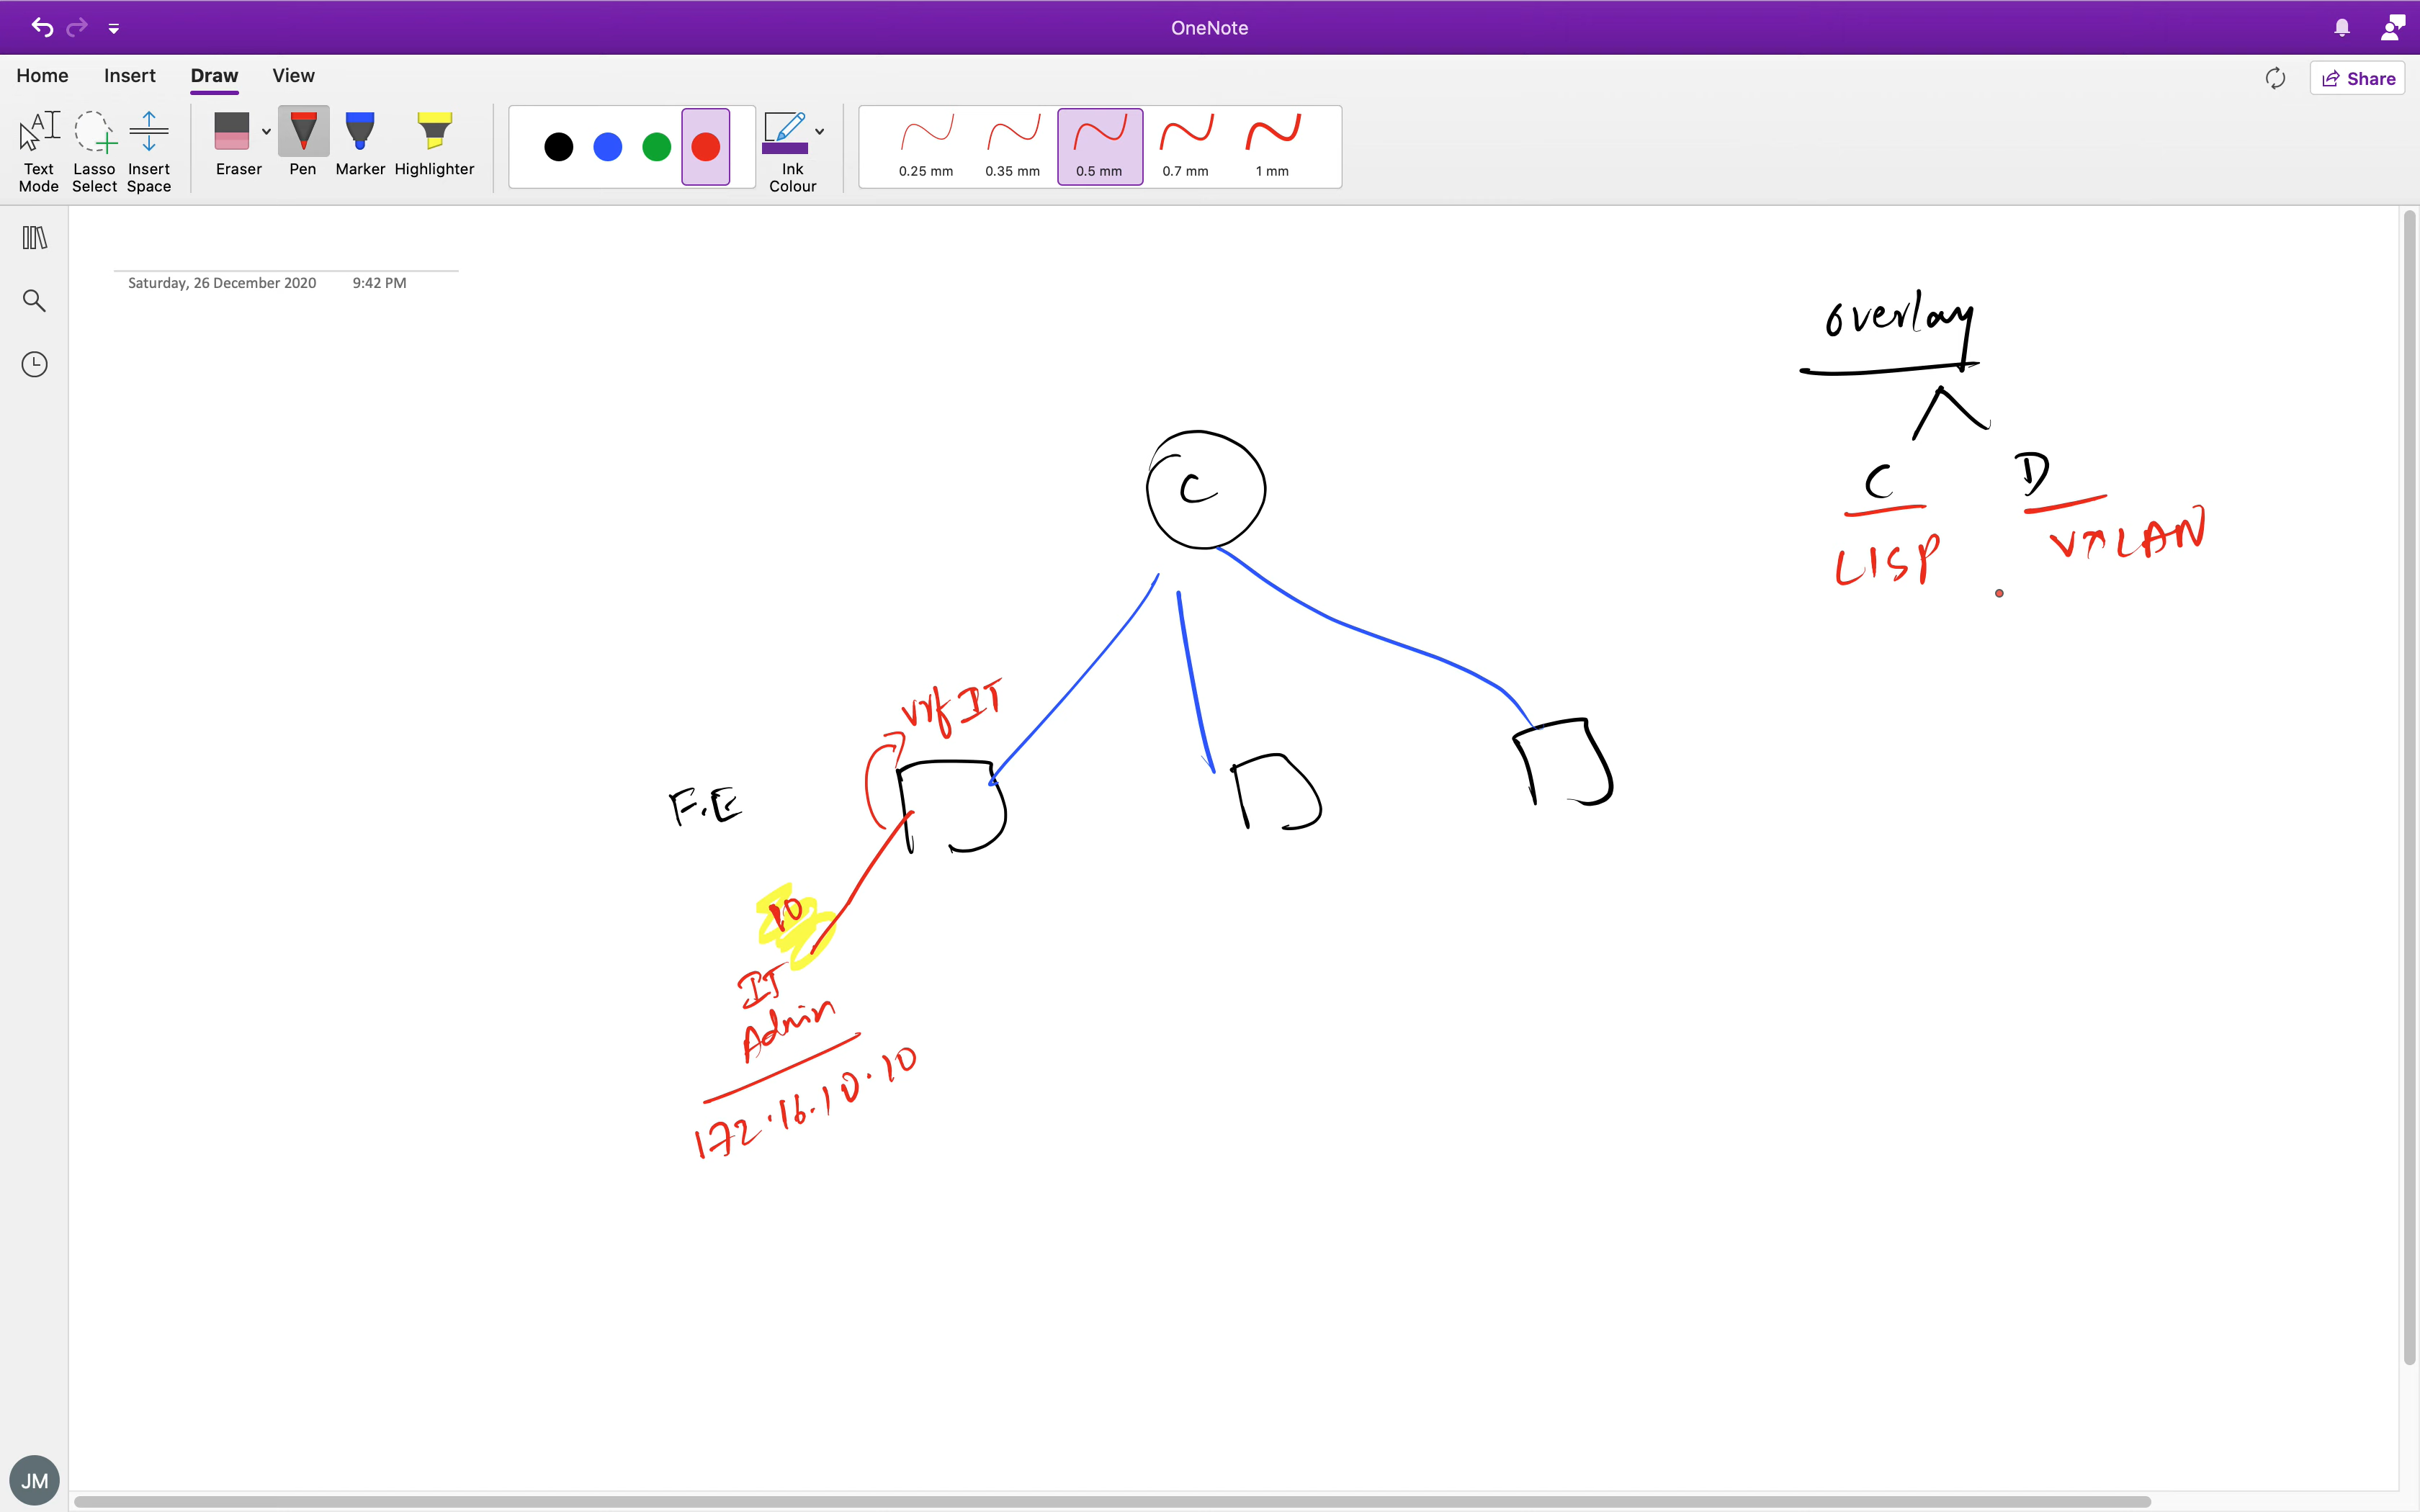 OneNote
Home Insert Draw View
Share
Text Mode
Lasso Select
Insert Space
Eraser
Pen
Marker
Highlighter
Ink Colour
0.25 mm
0.35 mm
0.5 mm
0.7 mm
1 mm
Saturday, 26 December 2020 9:42 PM
overlay
C D
LISP VXLAN
C
vrf IT
F.E
10
IT
Admin
172.16.10.10
JM